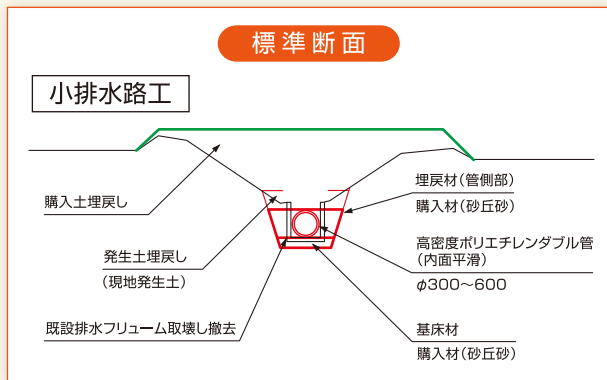 標準断面
小排水路工
購入土埋戻し
発生土埋戻し
(現地発生土)
既設排水フリューム取壊し撤去
埋戻材(管側部)
購入材(砂丘砂)
高密度ポリエチレンダブル管
(内面平滑)
φ300〜600
基床材
購入材(砂丘砂)